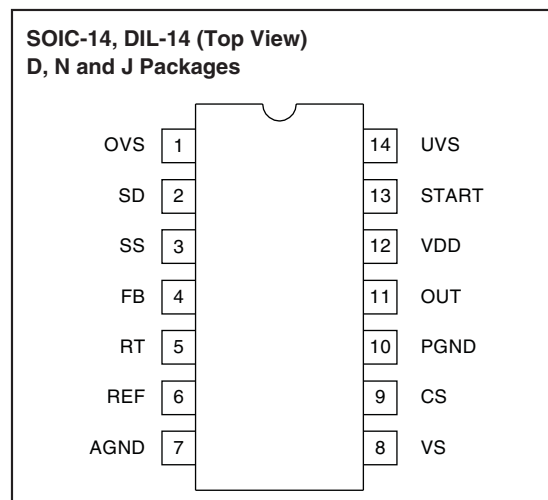 SOIC-14, DIL-14 (Top View)
D, N and J Packages
OVS 1 14 UVS
SD 2 13 START
SS 3 12 VDD
FB 4 11 OUT
RT 5 10 PGND
REF 6 9 CS
AGND 7 8 VS